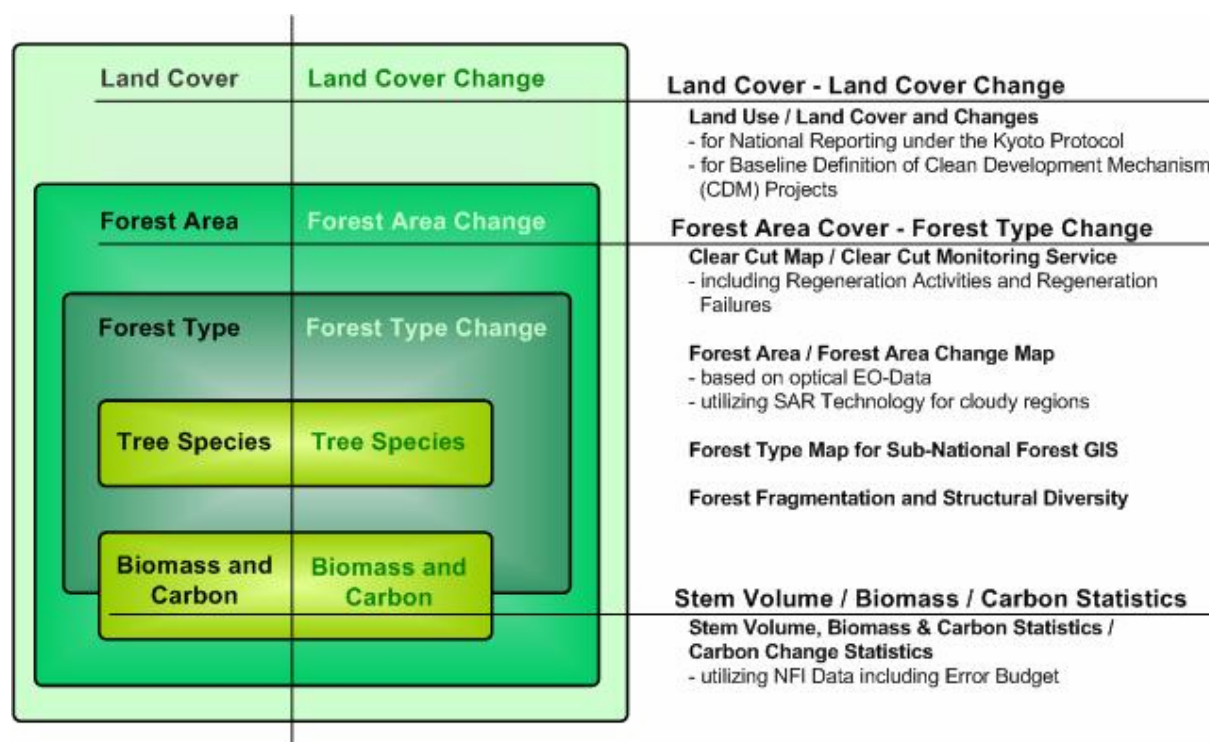 Land Cover
Land Cover Change
Forest Area
Forest Area Change
Forest Type
Forest Type Change
Tree Species
Tree Species
Biomass and
Carbon
Biomass and
Carbon
Land Cover - Land Cover Change
Land Use / Land Cover and Changes
- for National Reporting under the Kyoto Protocol
- for Baseline Definition of Clean Development Mechanism
(CDM) Projects
Forest Area Cover - Forest Type Change
Clear Cut Map / Clear Cut Monitoring Service
- including Regeneration Activities and Regeneration
Failures
Forest Area / Forest Area Change Map
- based on optical EO-Data
- utilizing SAR Technology for cloudy regions
Forest Type Map for Sub-National Forest GIS
Forest Fragmentation and Structural Diversity
Stem Volume / Biomass / Carbon Statistics
Stem Volume, Biomass & Carbon Statistics /
Carbon Change Statistics
- utilizing NFI Data including Error Budget